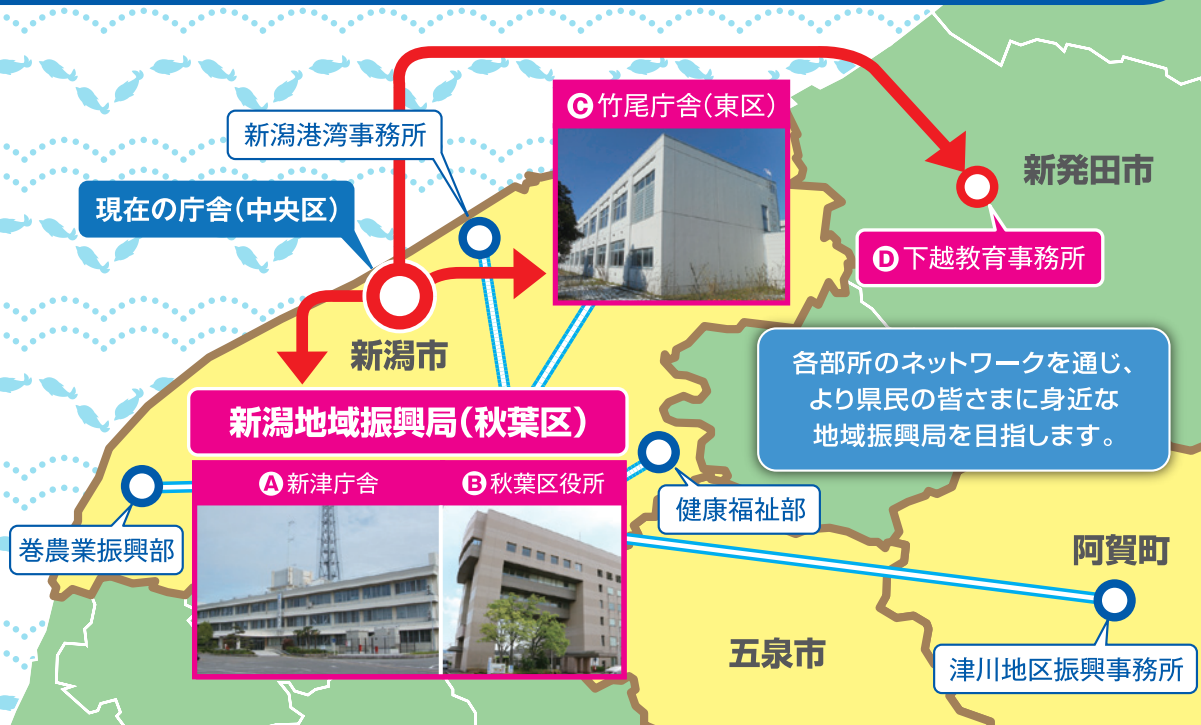 C 竹尾庁舎(東区)
新潟港湾事務所
新発田市
現在の庁舎(中央区)
D 下越教育事務所
新潟市
各部所のネットワークを通じ、
より県民の皆さまに身近な
地域振興局を目指します。
新潟地域振興局(秋葉区)
A 新津庁舎
B 秋葉区役所
健康福祉部
巻農業振興部
阿賀町
五泉市
津川地区振興事務所